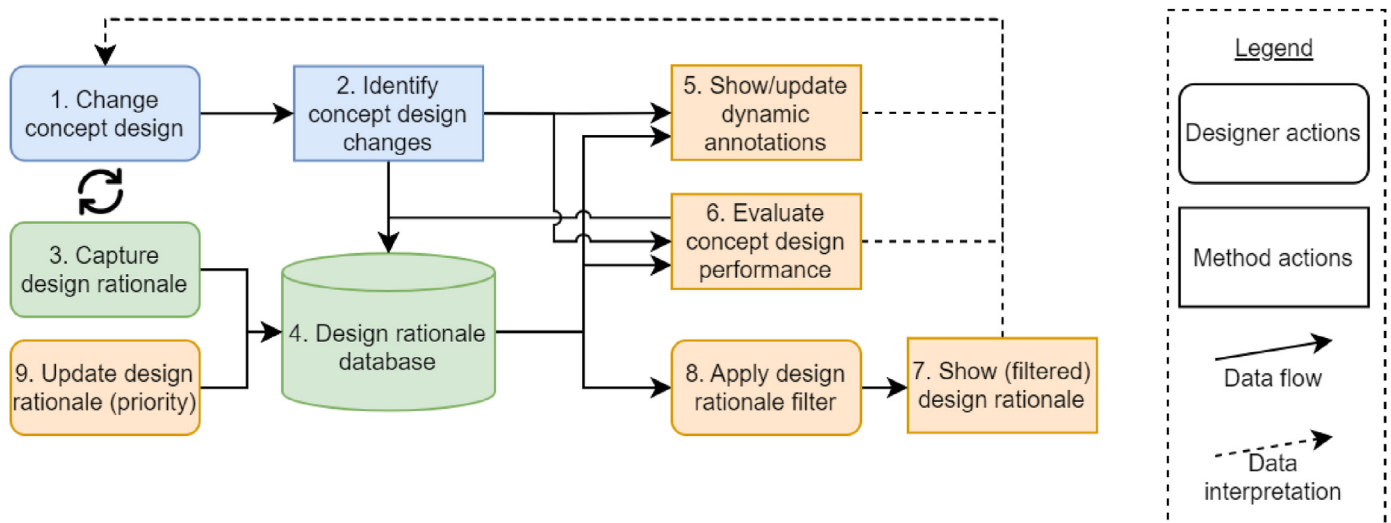 1. Change
concept design
2. Identify
concept design
changes
5. Show/update
dynamic
annotations
3. Capture
design rationale
6. Evaluate
concept design
performance
4. Design rationale
database
9. Update design
rationale (priority)
8. Apply design
rationale filter
7. Show (filtered)
design rationale
Legend
Designer actions
Method actions
Data flow
Data
interpretation